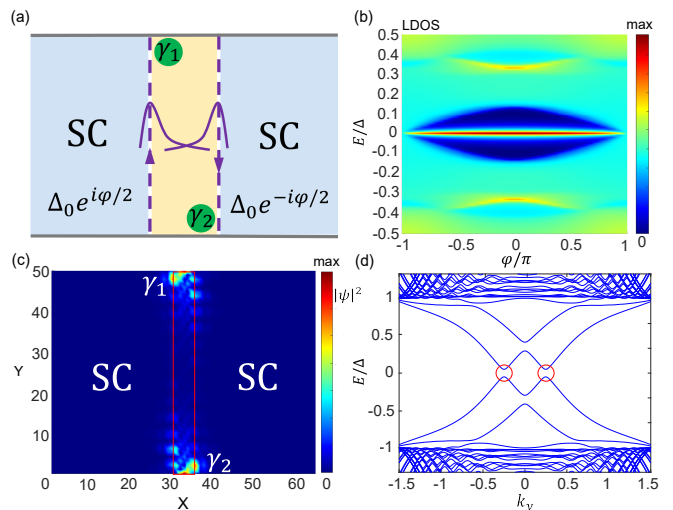 (a)
γ₁
SC
SC
Δ₀e^{iφ/2}
Δ₀e^{-iφ/2}
γ₂
(b)
LDOS
max
0.5
0.4
0.3
0.2
0.1
0
-0.1
-0.2
-0.3
-0.4
-0.5
E/Δ
-1
-0.5
0
0.5
1
φ/π
0
(c)
max
|ψ|²
50
40
30
20
10
Y
γ₁
SC
SC
γ₂
0
10
20
30
40
50
60
X
0
(d)
1
0.5
0
-0.5
-1
E/Δ
-1.5
-1
-0.5
0
0.5
1
1.5
k_y